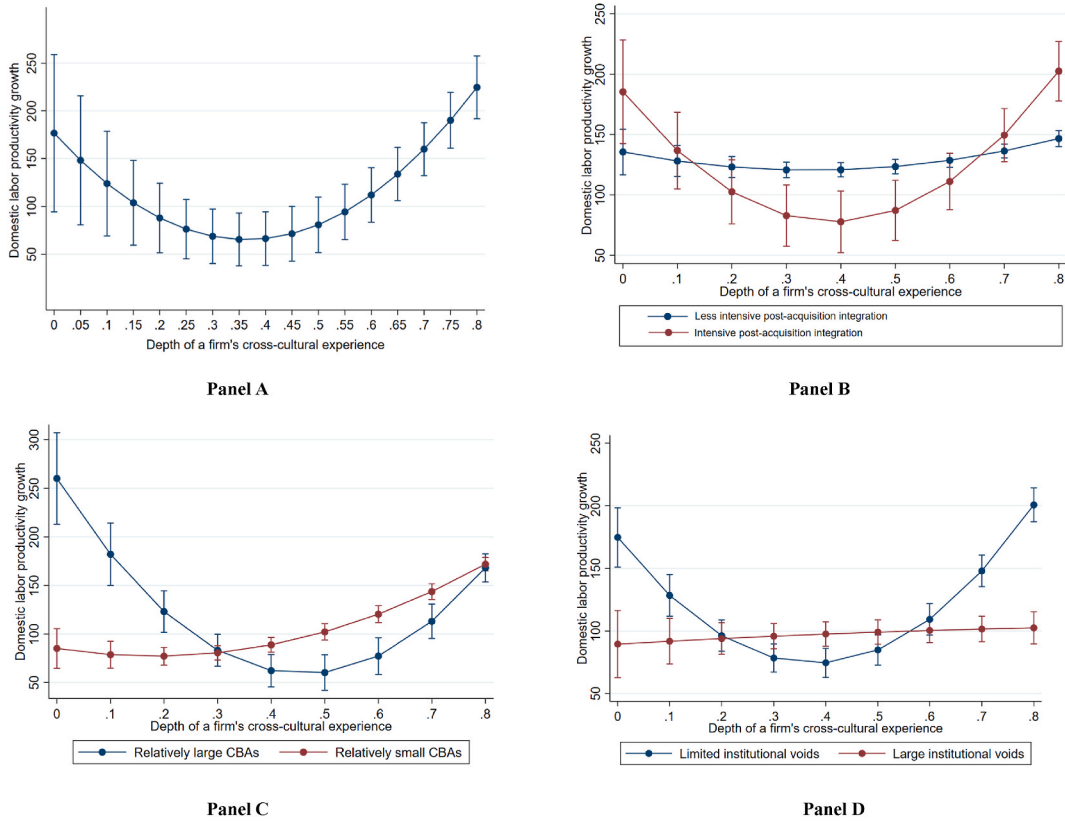 Domestic labor productivity growth
250
200
150
100
50
0 .05 .1 .15 .2 .25 .3 .35 .4 .45 .5 .55 .6 .65 .7 .75 .8
Depth of a firm's cross-cultural experience
Panel A
Domestic labor productivity growth
250
200
150
100
50
0 .1 .2 .3 .4 .5 .6 .7 .8
Depth of a firm's cross-cultural experience
Less intensive post-acquisition integration
Intensive post-acquisition integration
Panel B
Domestic labor productivity growth
300
250
200
150
100
50
0 .1 .2 .3 .4 .5 .6 .7 .8
Depth of a firm's cross-cultural experience
Relatively large CBAs Relatively small CBAs
Panel C
Domestic labor productivity growth
250
200
150
100
50
0 .1 .2 .3 .4 .5 .6 .7 .8
Depth of a firm's cross-cultural experience
Limited institutional voids Large institutional voids
Panel D